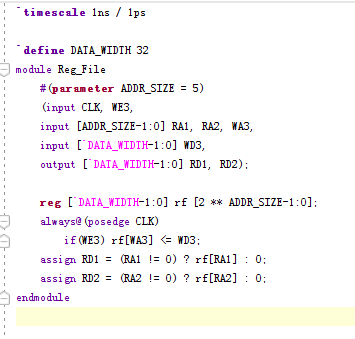 `timescale 1ns / 1ps
`define DATA_WIDTH 32
module Reg_File
#(parameter ADDR_SIZE = 5)
(input CLK, WE3,
input [ADDR_SIZE-1:0] RA1, RA2, WA3,
input [`DATA_WIDTH-1:0] WD3,
output [`DATA_WIDTH-1:0] RD1, RD2);
reg [`DATA_WIDTH-1:0] rf [2 ** ADDR_SIZE-1:0];
always@(posedge CLK)
if(WE3) rf[WA3] <= WD3;
assign RD1 = (RA1 != 0) ? rf[RA1] : 0;
assign RD2 = (RA2 != 0) ? rf[RA2] : 0;
endmodule